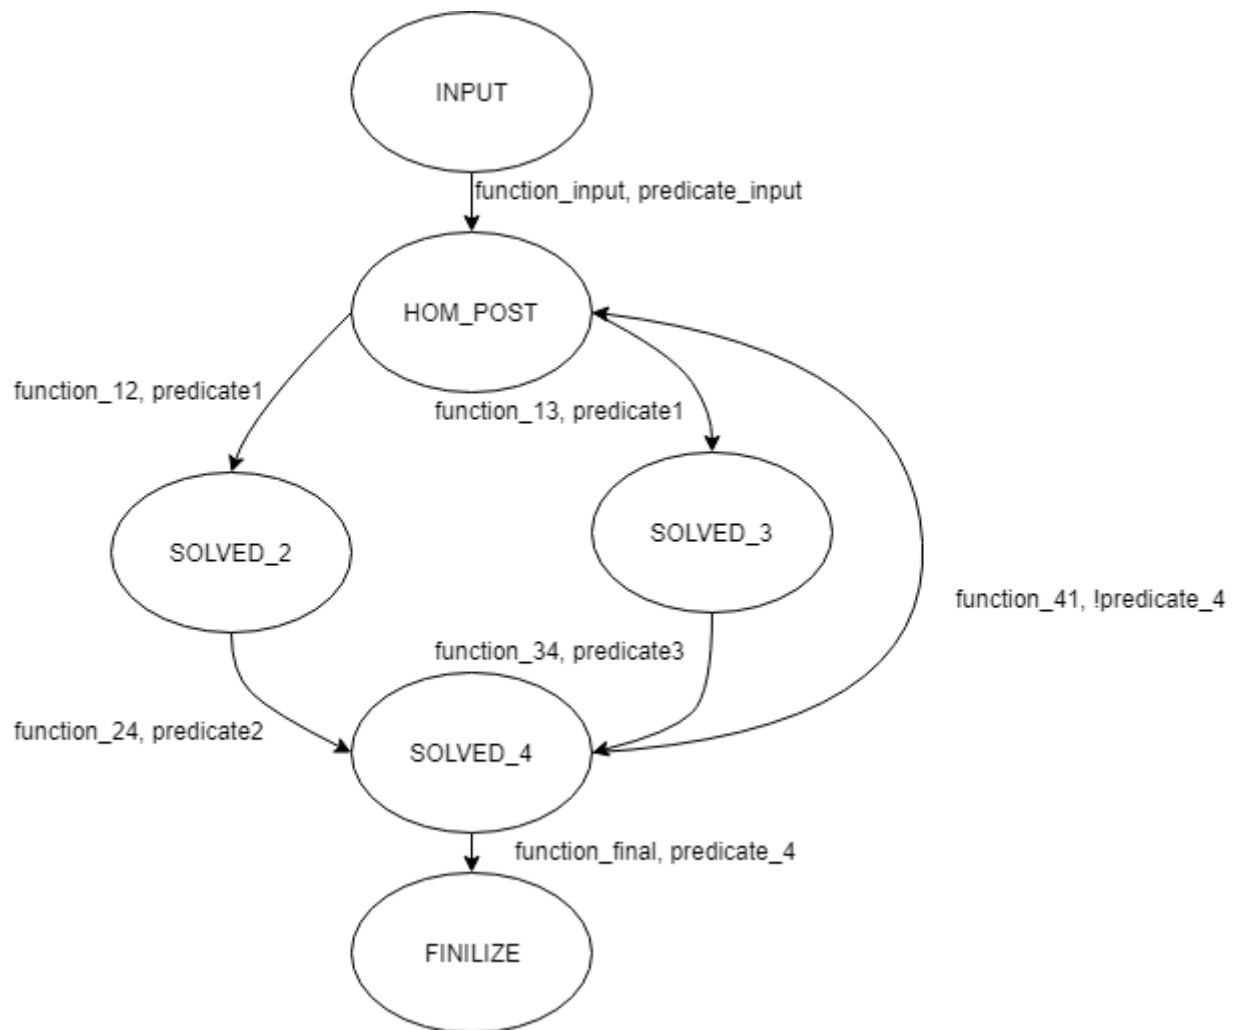 INPUT
function_input, predicate_input
HOM_POST
function_12, predicate1
function_13, predicate1
SOLVED_2
SOLVED_3
function_41, !predicate_4
function_34, predicate3
function_24, predicate2
SOLVED_4
function_final, predicate_4
FINILIZE